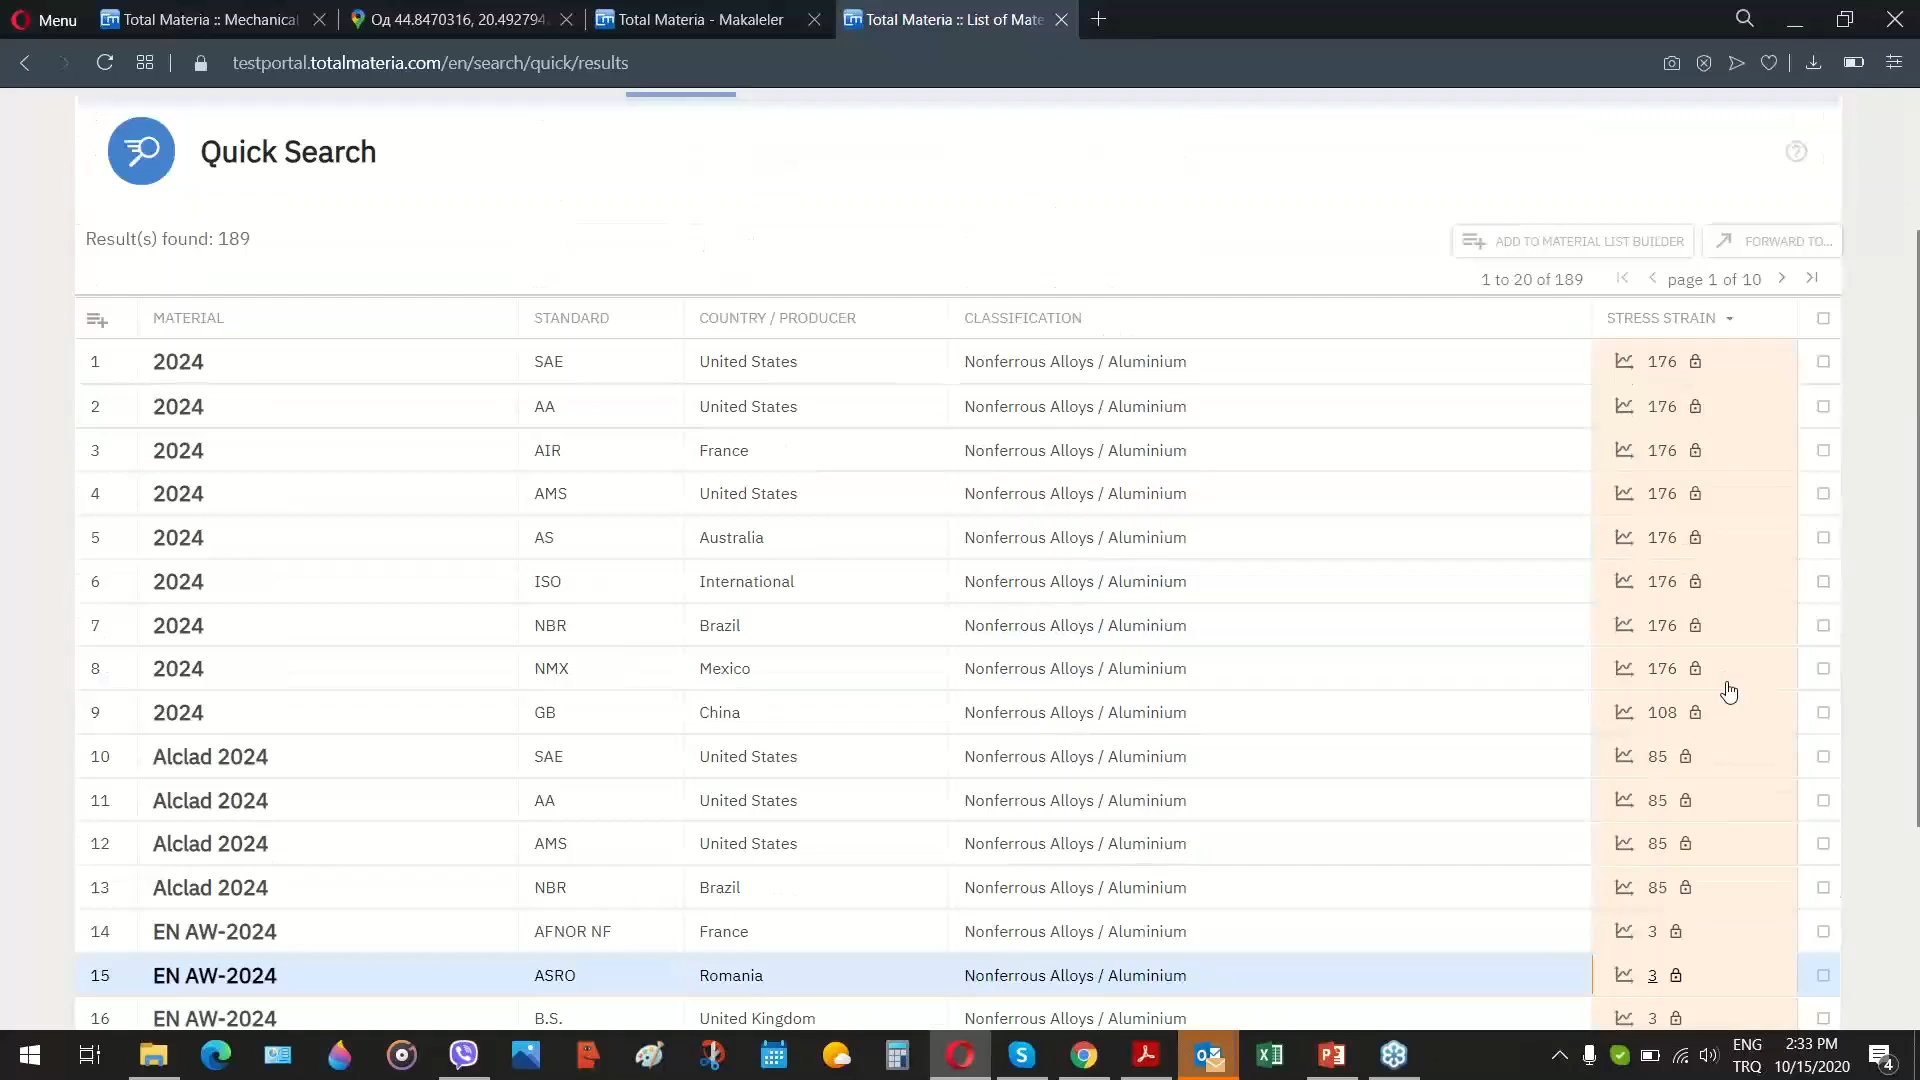 Menu
Total Materia :: Mechanical
Од 44.8470316, 20.492794
Total Materia - Makaleler
Total Materia :: List of Mate
testportal.totalmateria.com/en/search/quick/results
Quick Search
Result(s) found: 189
ADD TO MATERIAL LIST BUILDER
FORWARD TO...
1 to 20 of 189
page 1 of 10
MATERIAL STANDARD COUNTRY / PRODUCER CLASSIFICATION STRESS STRAIN
1 2024 SAE United States Nonferrous Alloys / Aluminium 176
2 2024 AA United States Nonferrous Alloys / Aluminium 176
3 2024 AIR France Nonferrous Alloys / Aluminium 176
4 2024 AMS United States Nonferrous Alloys / Aluminium 176
5 2024 AS Australia Nonferrous Alloys / Aluminium 176
6 2024 ISO International Nonferrous Alloys / Aluminium 176
7 2024 NBR Brazil Nonferrous Alloys / Aluminium 176
8 2024 NMX Mexico Nonferrous Alloys / Aluminium 176
9 2024 GB China Nonferrous Alloys / Aluminium 108
10 Alclad 2024 SAE United States Nonferrous Alloys / Aluminium 85
11 Alclad 2024 AA United States Nonferrous Alloys / Aluminium 85
12 Alclad 2024 AMS United States Nonferrous Alloys / Aluminium 85
13 Alclad 2024 NBR Brazil Nonferrous Alloys / Aluminium 85
14 EN AW-2024 AFNOR NF France Nonferrous Alloys / Aluminium 3
15 EN AW-2024 ASRO Romania Nonferrous Alloys / Aluminium 3
16 EN AW-2024 B.S. United Kingdom Nonferrous Alloys / Aluminium 3
ENG
TRQ
2:33 PM
10/15/2020
4